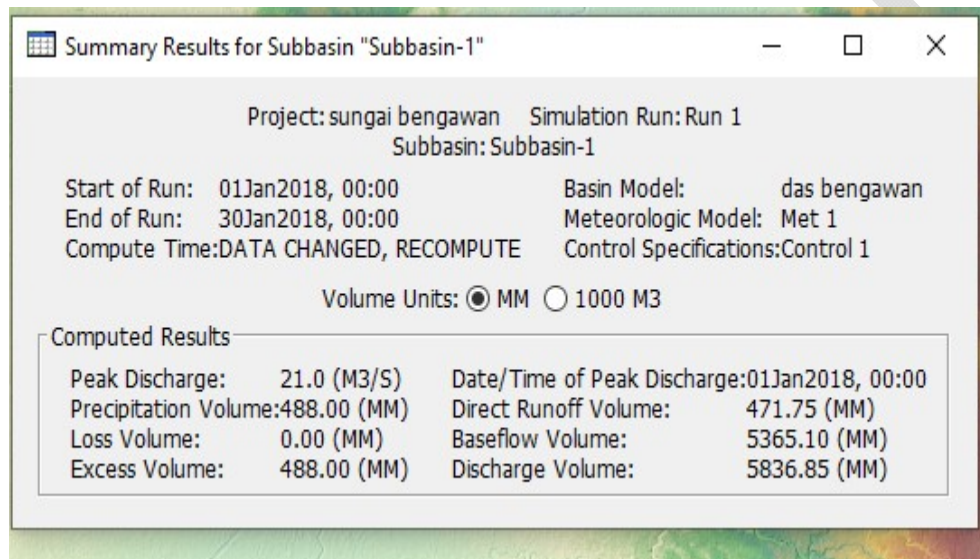 Summary Results for Subbasin "Subbasin-1"
Project: sungai bengawan Simulation Run: Run 1
Subbasin: Subbasin-1
Start of Run: 01Jan2018, 00:00 Basin Model: das bengawan
End of Run: 30Jan2018, 00:00 Meteorologic Model: Met 1
Compute Time:DATA CHANGED, RECOMPUTE Control Specifications:Control 1
Volume Units: MM 1000 M3
Computed Results
Peak Discharge: 21.0 (M3/S) Date/Time of Peak Discharge:01Jan2018, 00:00
Precipitation Volume:488.00 (MM) Direct Runoff Volume: 471.75 (MM)
Loss Volume: 0.00 (MM) Baseflow Volume: 5365.10 (MM)
Excess Volume: 488.00 (MM) Discharge Volume: 5836.85 (MM)